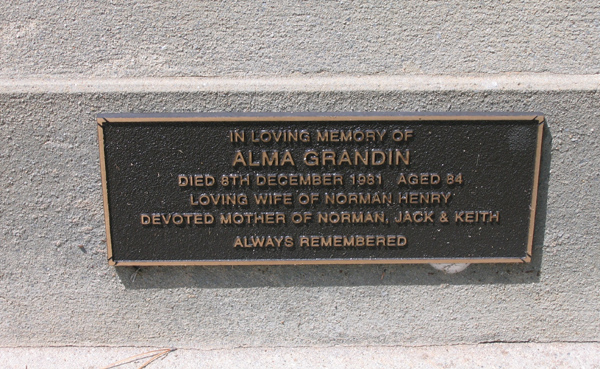 IN LOVING MEMORY OF
ALMA GRANDIN
DIED 8TH DECEMBER 1981 AGED 84
LOVING WIFE OF NORMAN HENRY
DEVOTED MOTHER OF NORMAN, JACK & KEITH
ALWAYS REMEMBERED